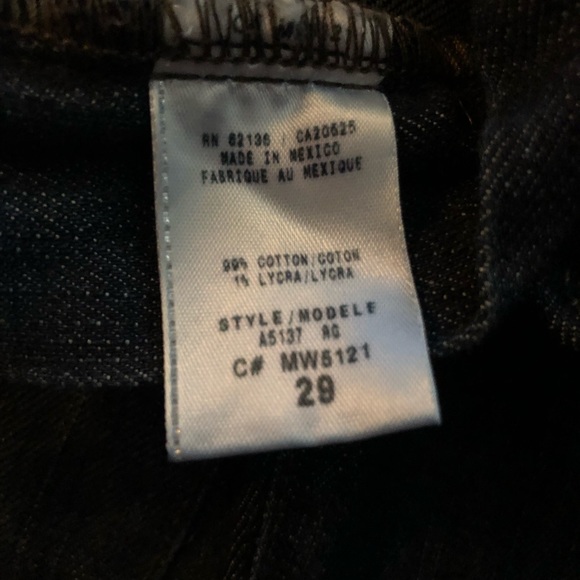 RN 62136 / CA20625
MADE IN MEXICO
FABRIQUE AU MEXIQUE
99% COTTON/COTON
1% LYCRA/LYCRA
STYLE/MODELE
A5137 RG
C# MW5121
29